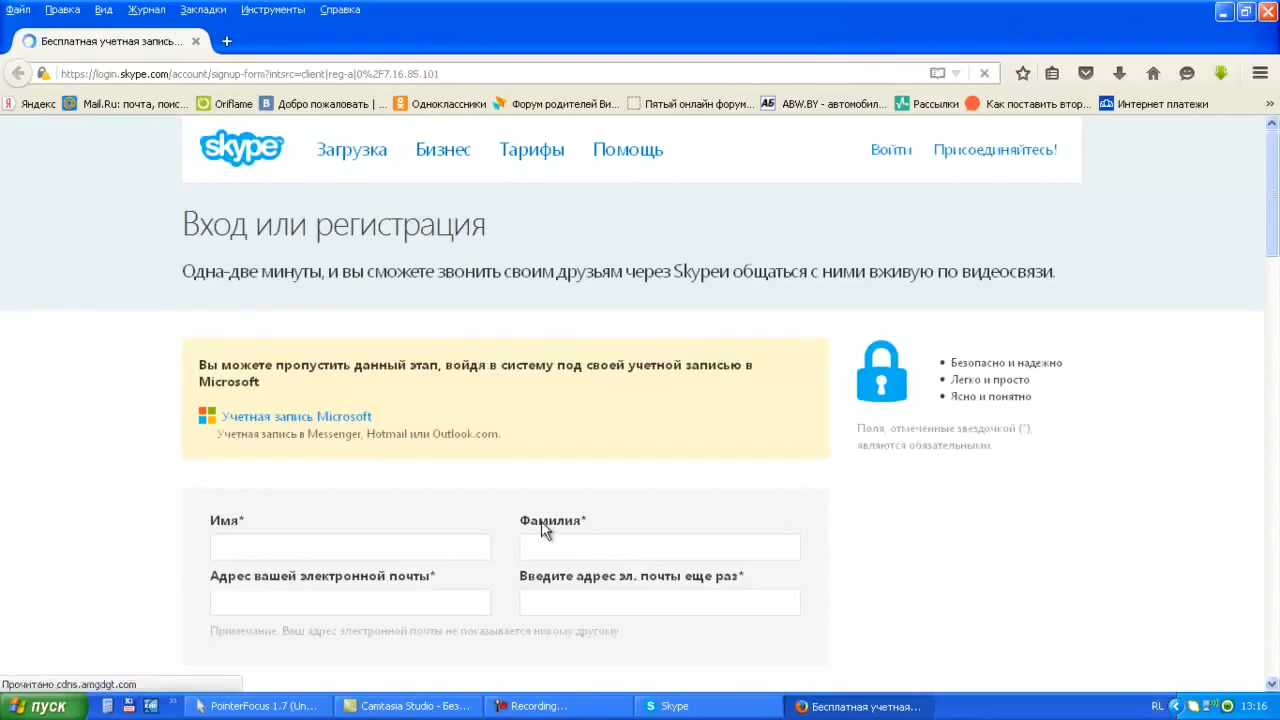 Файл Правка Вид Журнал Закладки Инструменты Справка
Бесплатная учетная запись...
https://login.skype.com/account/signup-form?intsrc=client|reg-a|0%2F7.16.85.101
Яндекс Mail.Ru: почта, поис... Oriflame Добро пожаловать | ... Одноклассники Форум родителей Ви... Пятый онлайн форум... АБ ABW.BY - автомобил... Рассылки Как поставить втор... Интернет платежи
skype Загрузка Бизнес Тарифы Помощь Войти Присоединяйтесь!
Вход или регистрация
Одна-две минуты, и вы сможете звонить своим друзьям через Skypeи общаться с ними вживую по видеосвязи.
Вы можете пропустить данный этап, войдя в систему под своей учетной записью в
Microsoft
Учетная запись Microsoft
Учетная запись в Messenger, Hotmail или Outlook.com.
Безопасно и надежно
Легко и просто
Ясно и понятно
Поля, отмеченные звездочкой (*),
являются обязательными.
Имя* Фамилия*
Адрес вашей электронной почты* Введите адрес эл. почты еще раз*
Примечание. Ваш адрес электронной почты не показывается никому другому
Прочитано cdns.amgdgt.com
пуск PointerFocus 1.7 (Un... Camtasia Studio - Без... Recording... Skype Бесплатная учетная... RL 13:16